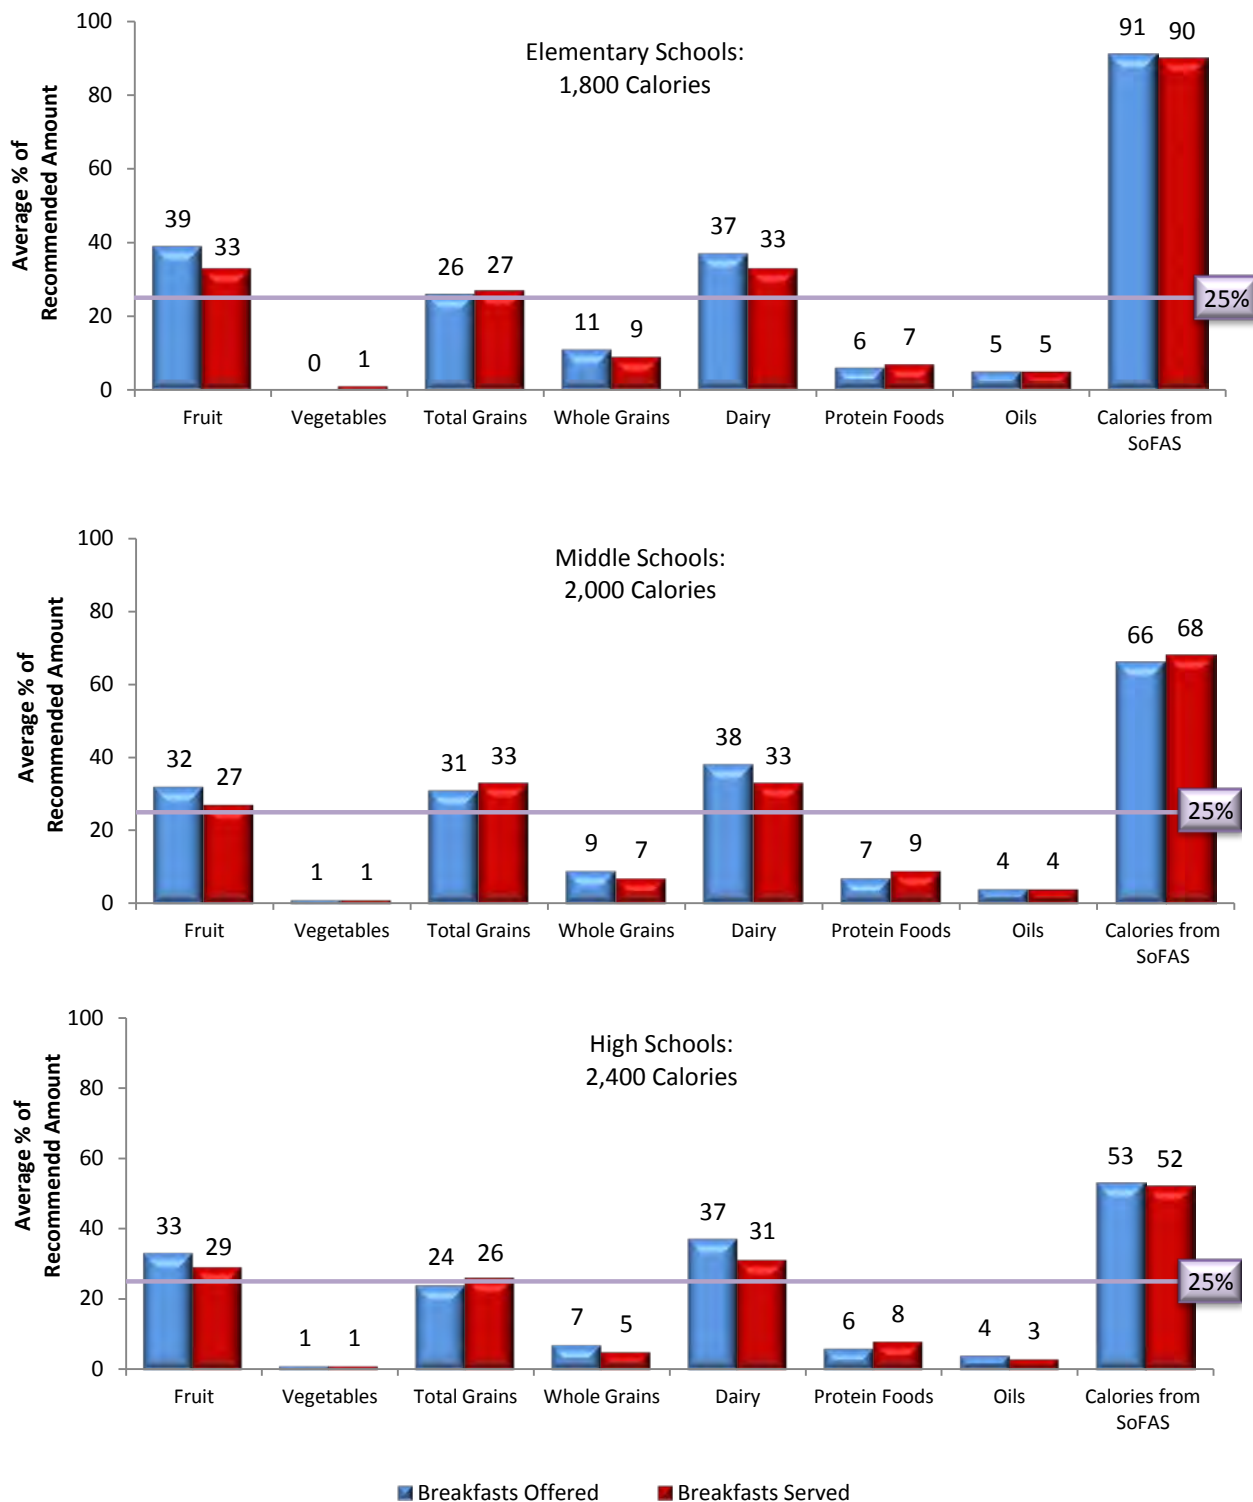 Elementary Schools:
1,800 Calories
Average % of
Recommended Amount
100
80
60
40
20
0
39 33 0 1 26 27 11 9 37 33 6 7 5 5 91 90
25%
Fruit Vegetables Total Grains Whole Grains Dairy Protein Foods Oils Calories from
SoFAS
Middle Schools:
2,000 Calories
Average % of
Recommended Amount
100
80
60
40
20
0
32 27 1 1 31 33 9 7 38 33 7 9 4 4 66 68
25%
Fruit Vegetables Total Grains Whole Grains Dairy Protein Foods Oils Calories from
SoFAS
High Schools:
2,400 Calories
Average % of
Recommendd Amount
100
80
60
40
20
0
33 29 1 1 24 26 7 5 37 31 6 8 4 3 53 52
25%
Fruit Vegetables Total Grains Whole Grains Dairy Protein Foods Oils Calories from
SoFAS
Breakfasts Offered Breakfasts Served